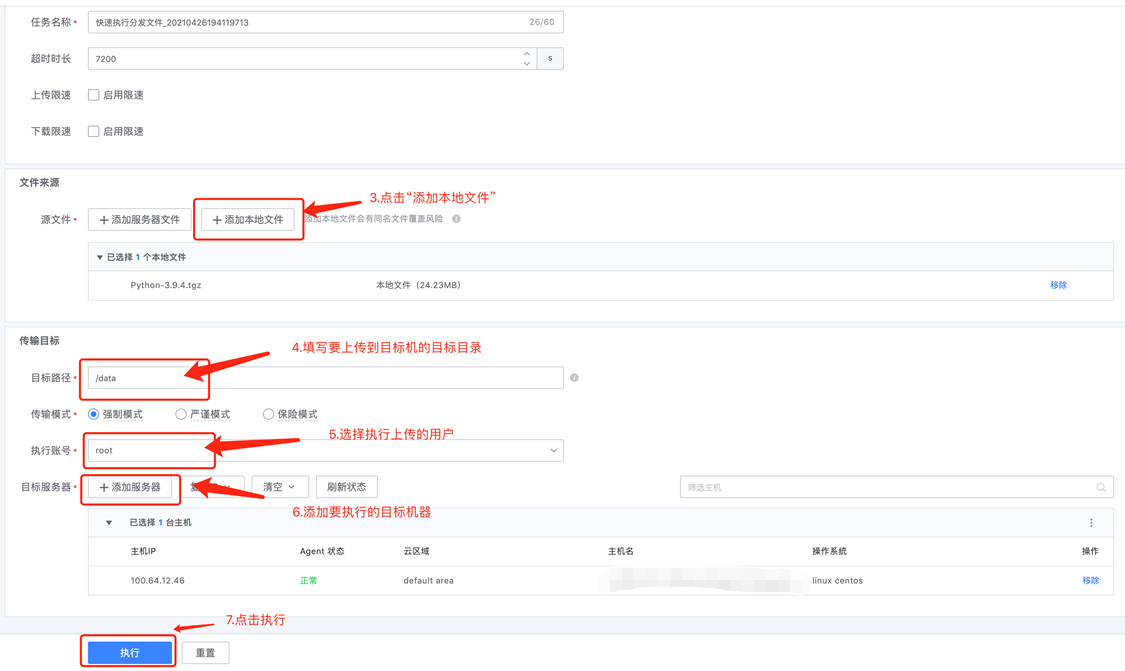 任务名称* 快速执行分发文件_20210426194119713 26/60
超时时长 7200 s
上传限速 启用限速
下载限速 启用限速
文件来源
3.点击“添加本地文件”
源文件* 添加服务器文件 添加本地文件 添加本地文件会有同名文件覆盖风险
已选择 1 个本地文件
Python-3.9.4.tgz 本地文件（24.23MB） 移除
传输目标
4.填写要上传到目标机的目标目录
目标路径* /data
传输模式* 强制模式 严谨模式 保险模式
5.选择执行上传的用户
执行账号* root
目标服务器* 添加服务器 清空 刷新状态 筛选主机
6.添加要执行的目标机器
已选择 1 台主机
主机IP Agent 状态 云区域 主机名 操作系统 操作
100.64.12.46 正常 default area linux centos 移除
7.点击执行
执行 重置